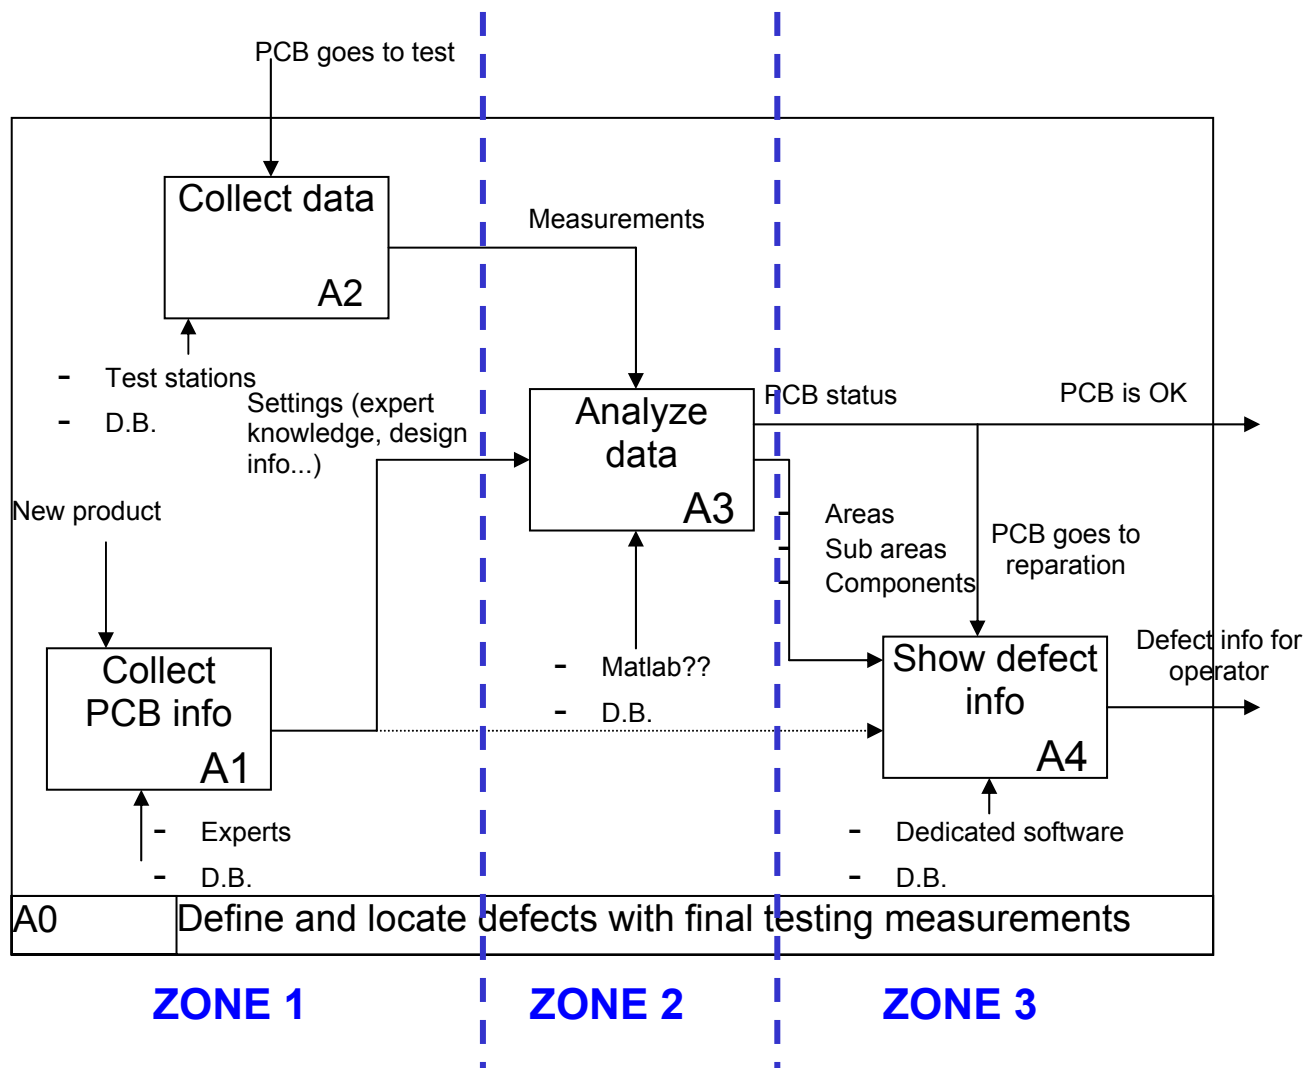 PCB goes to test
Collect data
A2
Measurements
- Test stations
- D.B.
Settings (expert
knowledge, design
info...)
Analyze
data
A3
PCB status
PCB is OK
New product
- Areas
- Sub areas
- Components
PCB goes to
reparation
Collect
PCB info
A1
- Matlab??
- D.B.
Show defect
info
A4
Defect info for
operator
- Experts
- D.B.
- Dedicated software
- D.B.
A0
Define and locate defects with final testing measurements
ZONE 1
ZONE 2
ZONE 3